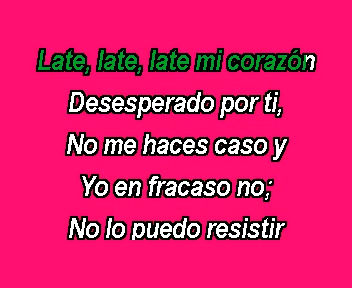 Late, late, late mi corazón
Desesperado por ti,
No me haces caso y
Yo en fracaso no;
No lo puedo resistir